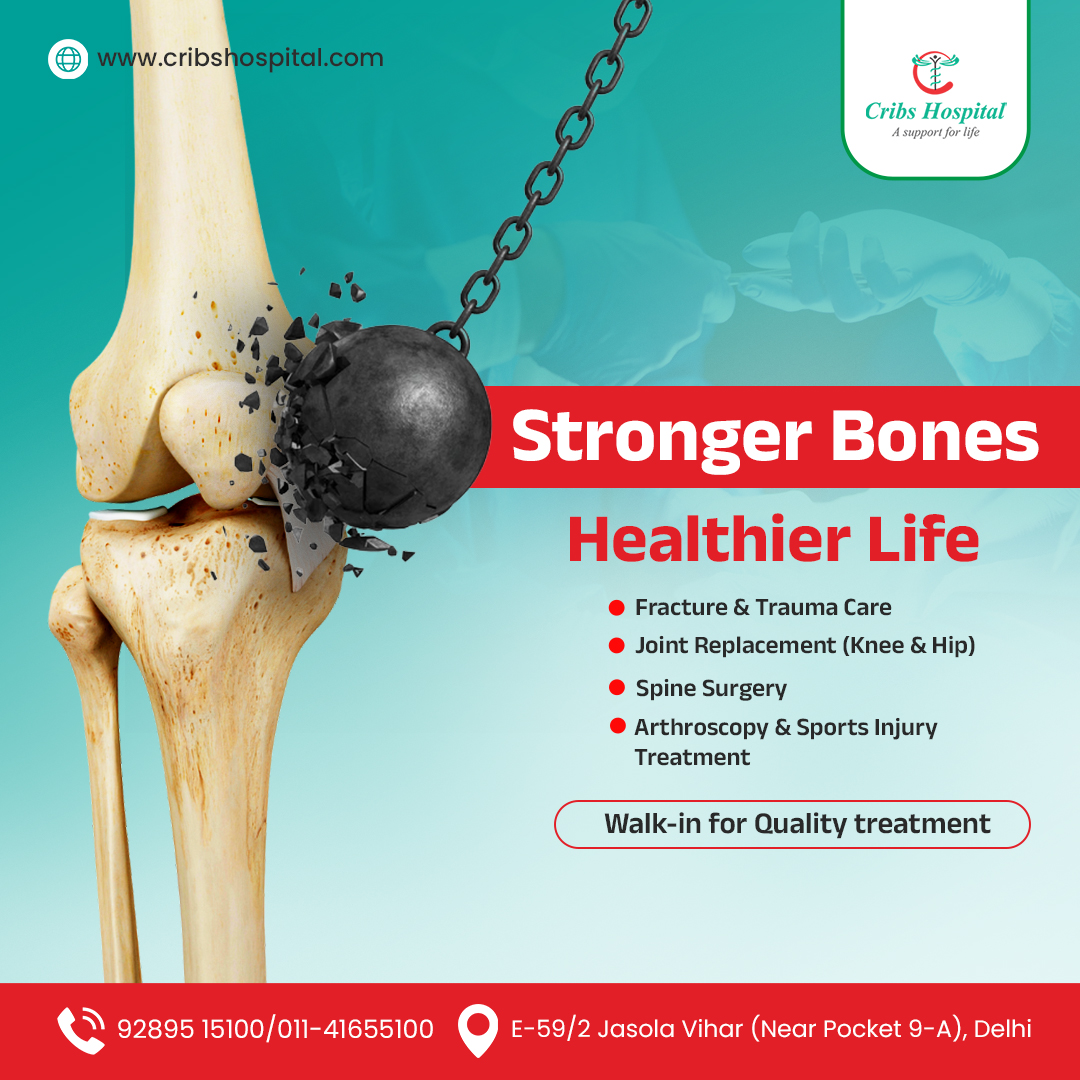 www.cribshospital.com
Cribs Hospital
A support for life
Stronger Bones
Healthier Life
Fracture & Trauma Care
Joint Replacement (Knee & Hip)
Spine Surgery
Arthroscopy & Sports Injury
Treatment
Walk-in for Quality treatment
92895 15100/011-41655100
E-59/2 Jasola Vihar (Near Pocket 9-A), Delhi